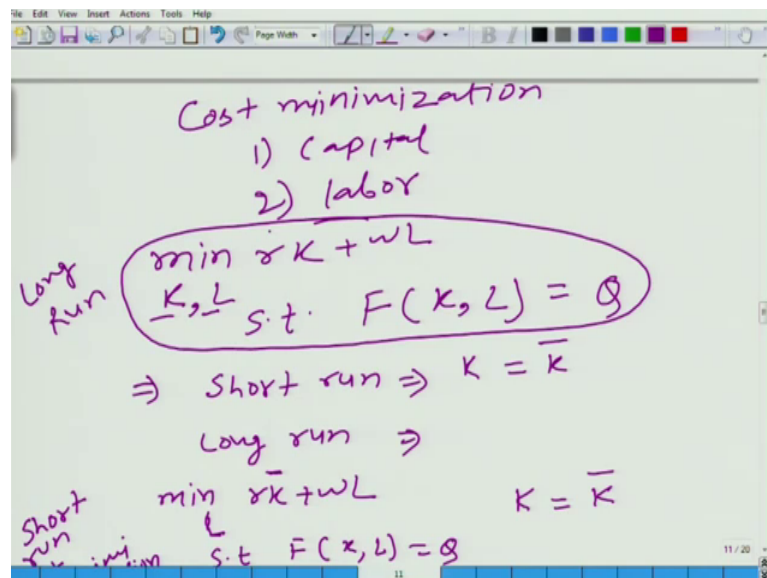 File Edit View Insert Actions Tools Help
Page Width B I
Cost minimization
1) Capital
2) labor
Long Run
min rK + wL
K, L
s.t. F(K, L) = Q
⇒ Short run ⇒ K = K̄
Long run ⇒
Short run
min rK̄ + wL K = K̄
L
s.t F(K, L) = Q
11 / 20
11